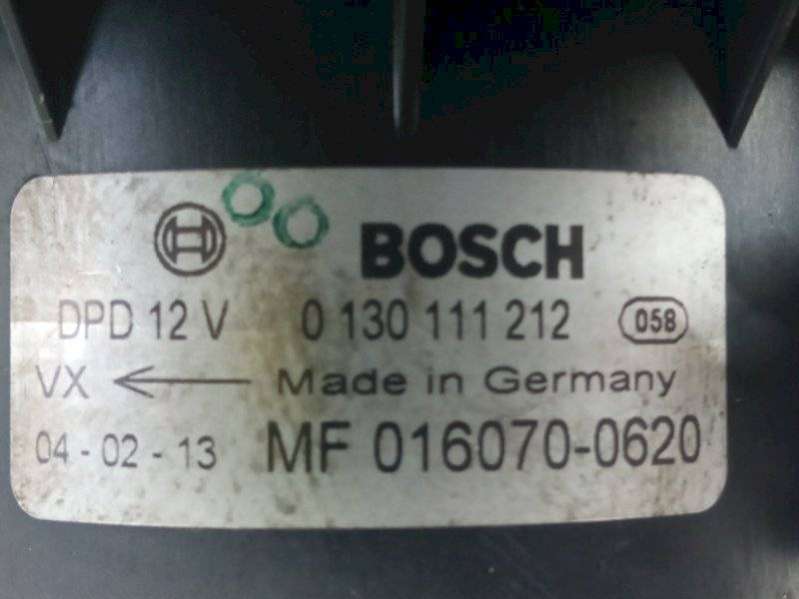 BOSCH
DPD 12 V 0 130 111 212 058
VX Made in Germany
04 - 02 - 13 MF 016070-0620